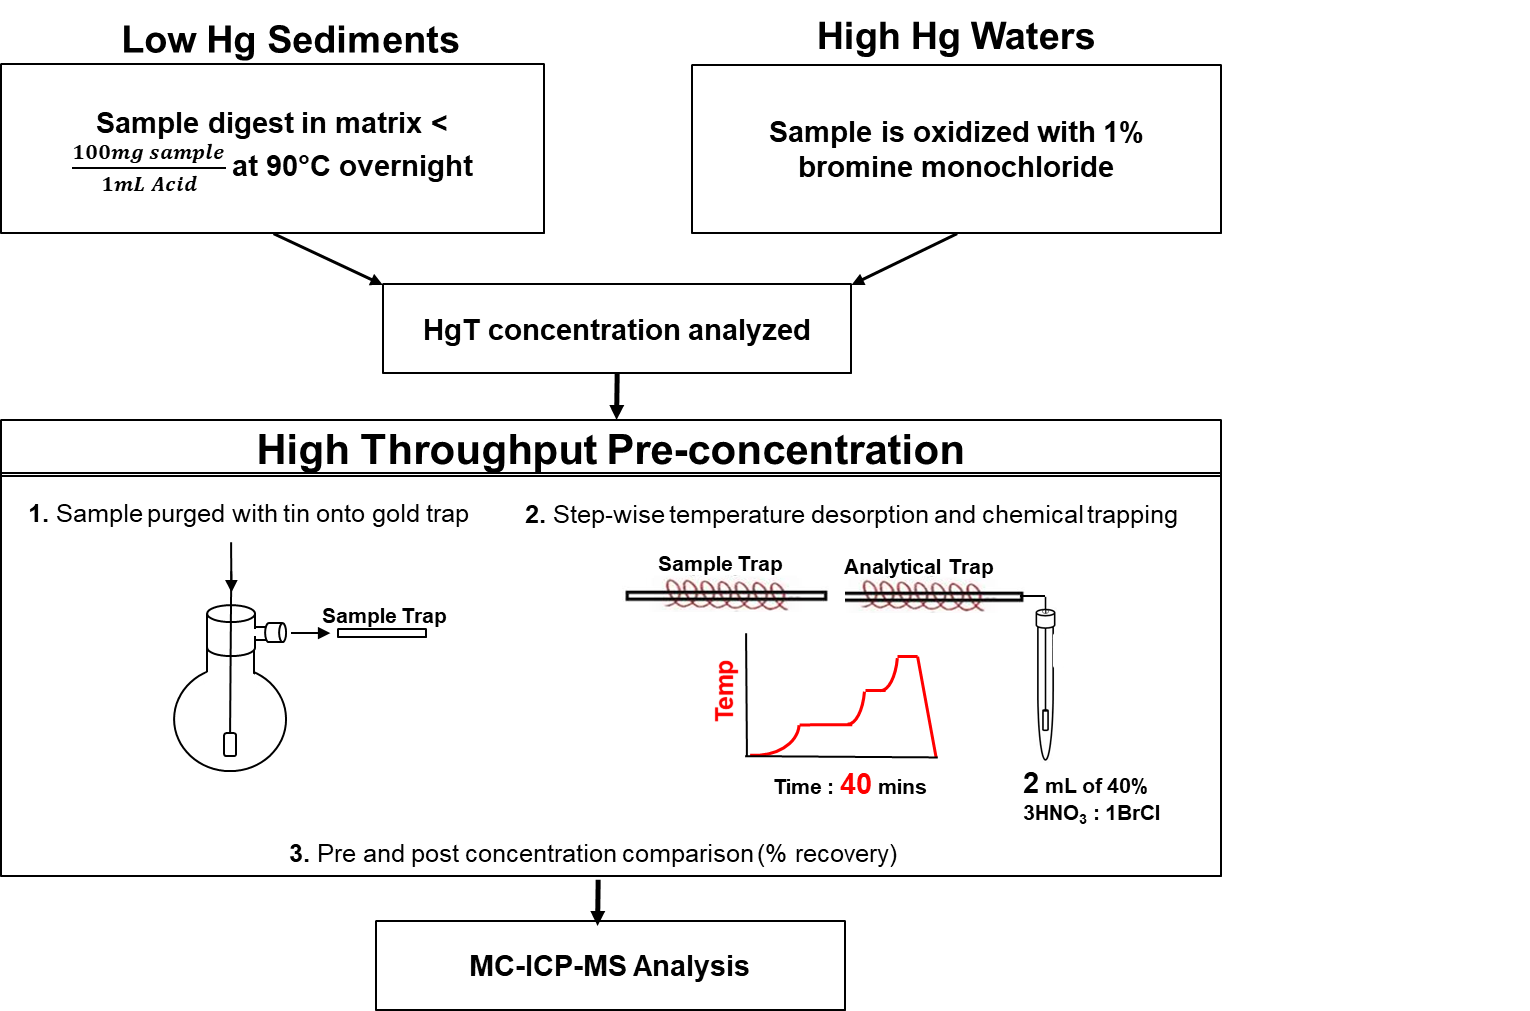 Low Hg Sediments
High Hg Waters
Sample digest in matrix <
100mg sample
1mL Acid
at 90°C overnight
Sample is oxidized with 1%
bromine monochloride
HgT concentration analyzed
High Throughput Pre-concentration
1. Sample purged with tin onto gold trap
2. Step-wise temperature desorption and chemical trapping
Sample Trap
Analytical Trap
Sample Trap
Temp
Time : 40 mins
2 mL of 40%
3HNO₃ : 1BrCl
3. Pre and post concentration comparison (% recovery)
MC-ICP-MS Analysis